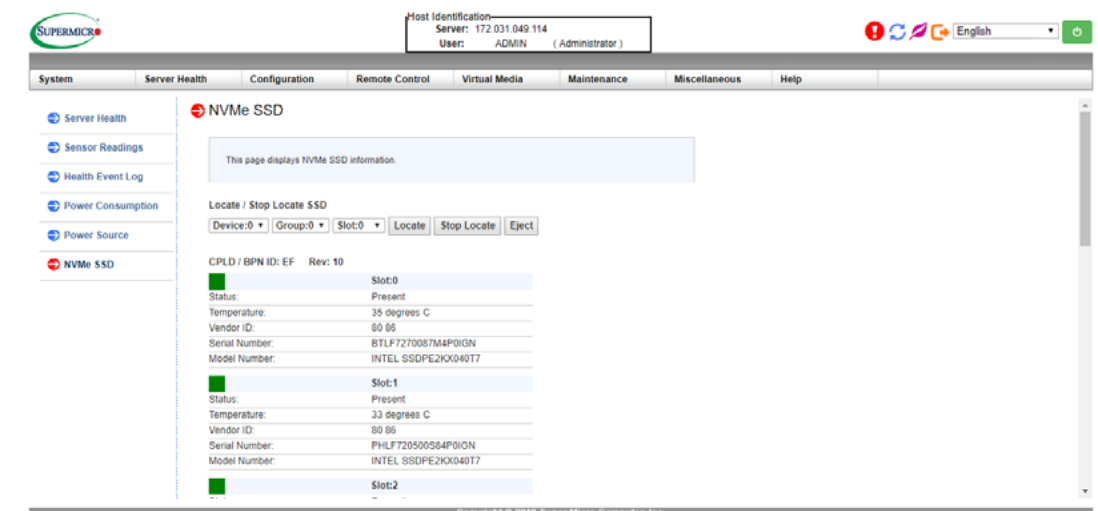 SUPERMICRO
Host Identification
Server: 172.031.049.114
User: ADMIN ( Administrator )
English
System Server Health Configuration Remote Control Virtual Media Maintenance Miscellaneous Help
Server Health
Sensor Readings
Health Event Log
Power Consumption
Power Source
NVMe SSD
NVMe SSD
This page displays NVMe SSD information.
Locate / Stop Locate SSD
Device:0 Group:0 Slot:0 Locate Stop Locate Eject
CPLD / BPN ID: EF Rev: 10
Slot:0
Status: Present
Temperature: 35 degrees C
Vendor ID: 80 86
Serial Number: BTLF7270087M4P0IGN
Model Number: INTEL SSDPE2KX040T7
Slot:1
Status: Present
Temperature: 33 degrees C
Vendor ID: 80 86
Serial Number: PHLF720500S84P0IGN
Model Number: INTEL SSDPE2KX040T7
Slot:2